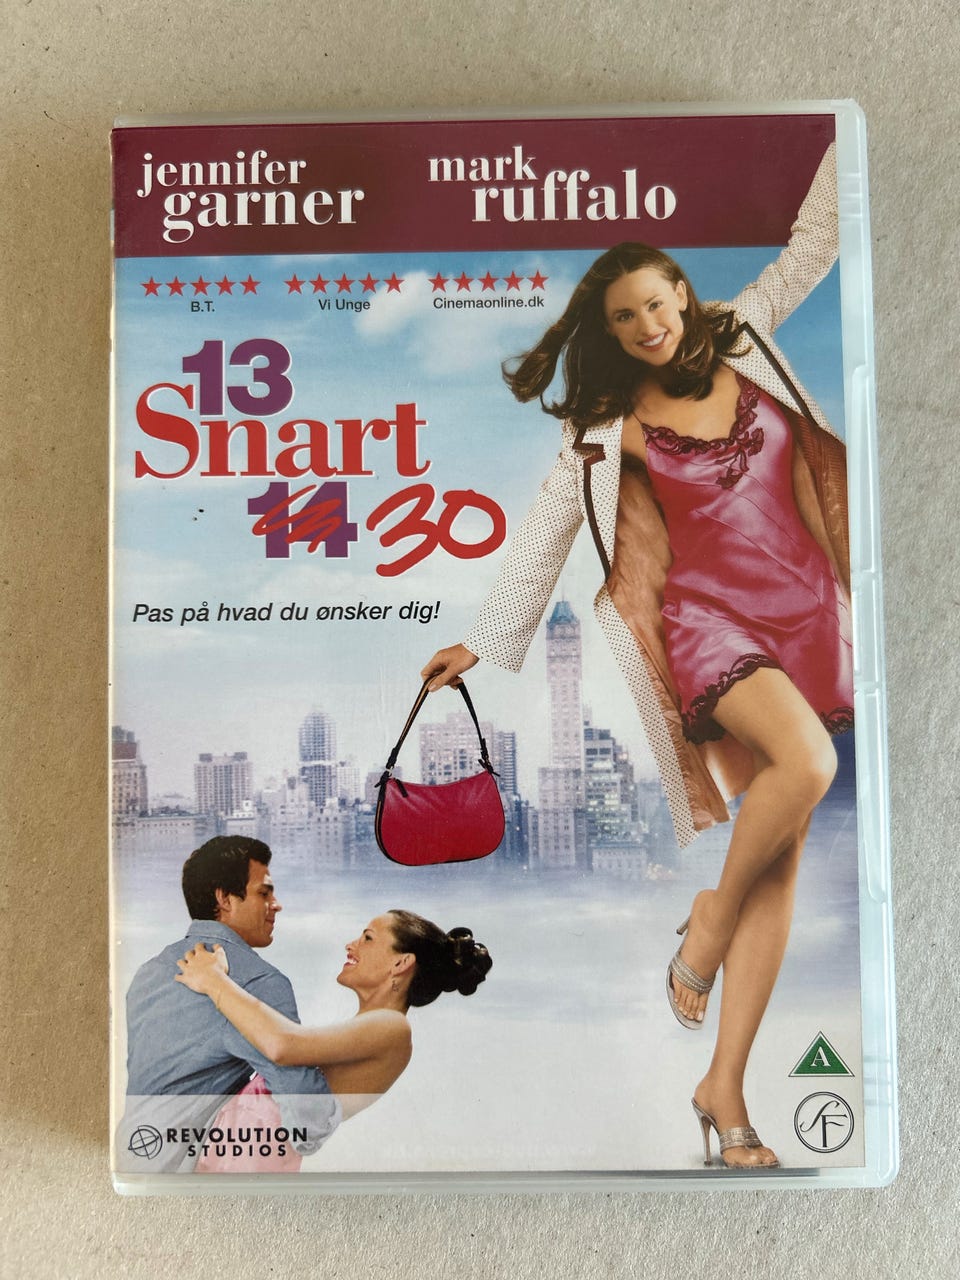 jennifer
garner
mark
ruffalo
★★★★★ ★★★★★ ★★★★★
B.T. Vi Unge Cinemaonline.dk
13
Snart
14 30
Pas på hvad du ønsker dig!
A
SF
REVOLUTION
STUDIOS